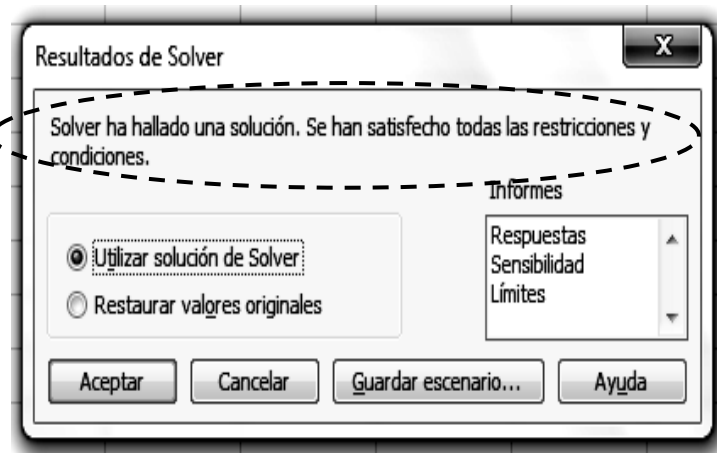 Resultados de Solver
X
Solver ha hallado una solución. Se han satisfecho todas las restricciones y
condiciones.
Informes
Utilizar solución de Solver
Restaurar valores originales
Respuestas
Sensibilidad
Límites
Aceptar
Cancelar
Guardar escenario...
Ayuda